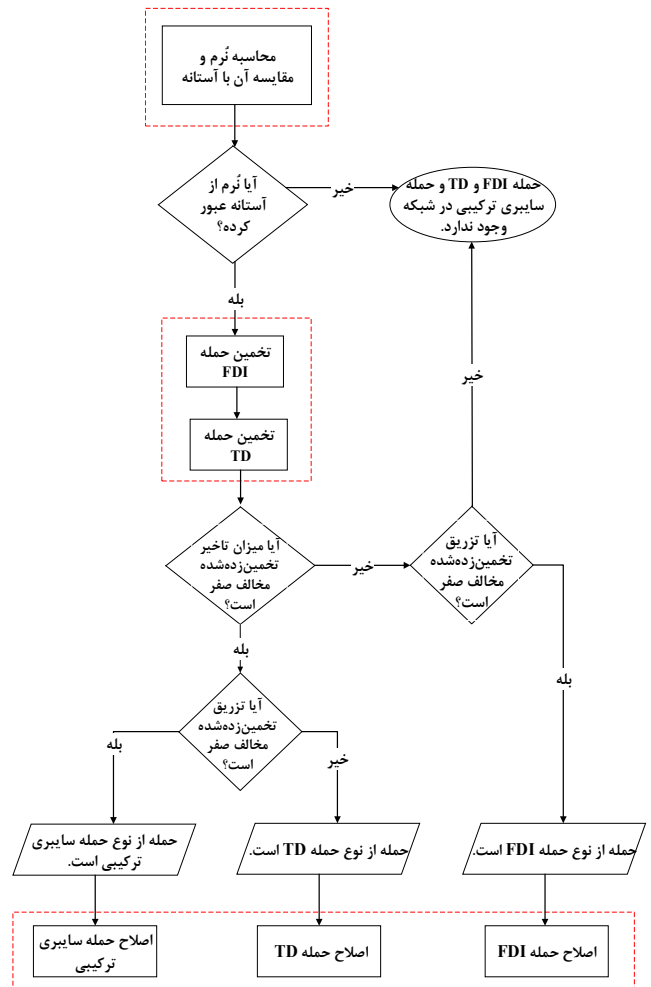 محاسبه نُرم و
مقایسه آن با آستانه
آیا نُرم از
آستانه عبور
کرده؟
خیر
حمله FDI و TD و حمله
سایبری ترکیبی در شبکه
وجود ندارد.
بله
تخمین حمله
FDI
تخمین حمله
TD
خیر
آیا میزان تاخیر
تخمین‌زده‌شده
مخالف صفر
است؟
خیر
آیا تزریق
تخمین‌زده‌شده
مخالف صفر
است؟
بله
بله
آیا تزریق
تخمین‌زده‌شده
مخالف صفر
است؟
بله
خیر
حمله از نوع حمله سایبری
ترکیبی است.
حمله از نوع حمله TD است.
حمله از نوع حمله FDI است.
اصلاح حمله سایبری
ترکیبی
اصلاح حمله TD
اصلاح حمله FDI